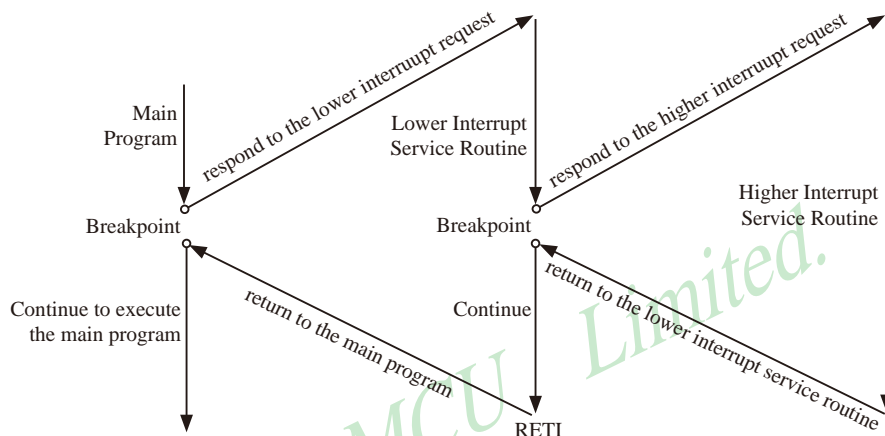 respond to the lower interruupt request
respond to the higher interruupt request
Main
Program
Lower Interrupt
Service Routine
Higher Interrupt
Service Routine
Breakpoint
Breakpoint
Continue to execute
the main program
return to the main program
Continue
return to the lower interrupt service routine
RETI
MCU Limited.